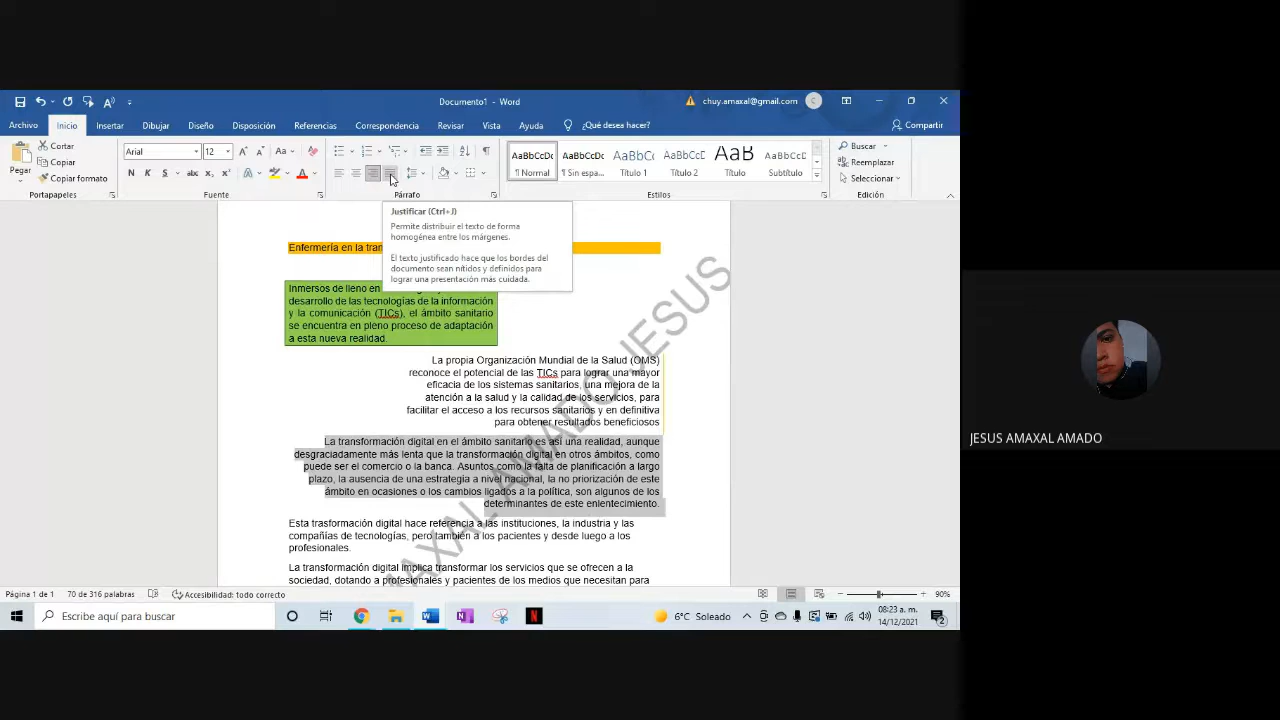 Documento1 - Word
chuy.amaxal@gmail.com
C
Archivo
Inicio
Insertar
Dibujar
Diseño
Disposición
Referencias
Correspondencia
Revisar
Vista
Ayuda
¿Qué desea hacer?
Compartir
Pegar
Cortar
Copiar
Copiar formato
Portapapeles
Arial
12
Aa
N K S abc x₂ x²
A
Fuente
Párrafo
AaBbCcDc
¶ Normal
AaBbCcDc
¶ Sin espa...
AaBbCc
Título 1
AaBbCcC
Título 2
AaB
Título
AaBbCcD
Subtítulo
Estilos
Buscar
Reemplazar
Seleccionar
Edición
Justificar (Ctrl+J)
Permite distribuir el texto de forma
homogénea entre los márgenes.
El texto justificado hace que los bordes del
documento sean nítidos y definidos para
lograr una presentación más cuidada.
Enfermería en la tran
Inmersos de lleno en
desarrollo de las tecnologías de la información
y la comunicación (TICs), el ámbito sanitario
se encuentra en pleno proceso de adaptación
a esta nueva realidad.
La propia Organización Mundial de la Salud (OMS)
reconoce el potencial de las TICs para lograr una mayor
eficacia de los sistemas sanitarios, una mejora de la
atención a la salud y la calidad de los servicios, para
facilitar el acceso a los recursos sanitarios y en definitiva
para obtener resultados beneficiosos
La transformación digital en el ámbito sanitario es así una realidad, aunque
desgraciadamente más lenta que la transformación digital en otros ámbitos, como
puede ser el comercio o la banca. Asuntos como la falta de planificación a largo
plazo, la ausencia de una estrategia a nivel nacional, la no priorización de este
ámbito en ocasiones o los cambios ligados a la política, son algunos de los
determinantes de este enlentecimiento.
Esta trasformación digital hace referencia a las instituciones, la industria y las
compañías de tecnologías, pero también a los pacientes y desde luego a los
profesionales.
La transformación digital implica transformar los servicios que se ofrecen a la
sociedad, dotando a profesionales y pacientes de los medios que necesitan para
AXAL AMADO JESUS
JESUS AMAXAL AMADO
Página 1 de 1
70 de 316 palabras
Accesibilidad: todo correcto
90%
Escribe aquí para buscar
N
6°C Soleado
08:23 a. m.
14/12/2021
2